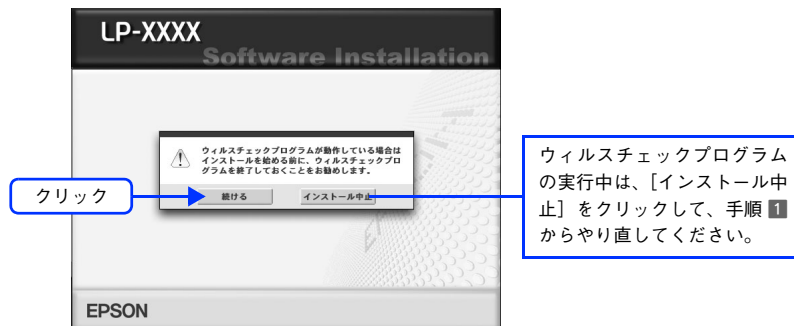 LP-XXXX
Software Installation
ウィルスチェックプログラムが動作している場合は
インストールを始める前に、ウィルスチェックプロ
グラムを終了しておくことをお勧めします。
クリック
続ける
インストール中止
ウィルスチェックプログラム
の実行中は、[インストール中
止]をクリックして、手順 1
からやり直してください。
EPSON